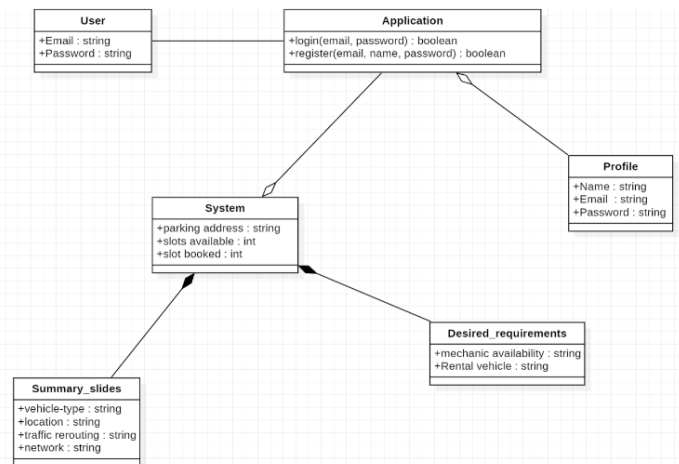 User
+Email : string
+Password : string
Application
+login(email, password) : boolean
+register(email, name, password) : boolean
Profile
+Name : string
+Email : string
+Password : string
System
+parking address : string
+slots available : int
+slot booked : int
Desired_requirements
+mechanic availability : string
+Rental vehicle : string
Summary_slides
+vehicle-type : string
+location : string
+traffic rerouting : string
+network : string